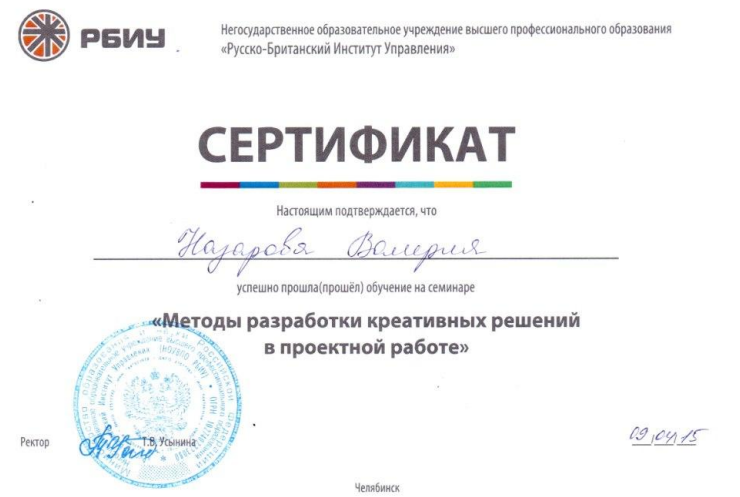 РБИУ
Негосударственное образовательное учреждение высшего профессионального образования
«Русско-Британский Институт Управления»
СЕРТИФИКАТ
Настоящим подтверждается, что
Назарова Валерия
успешно прошла(прошёл) обучение на семинаре
«Методы разработки креативных решений
в проектной работе»
Ректор
Т.В. Усынина
09,04,15
Челябинск